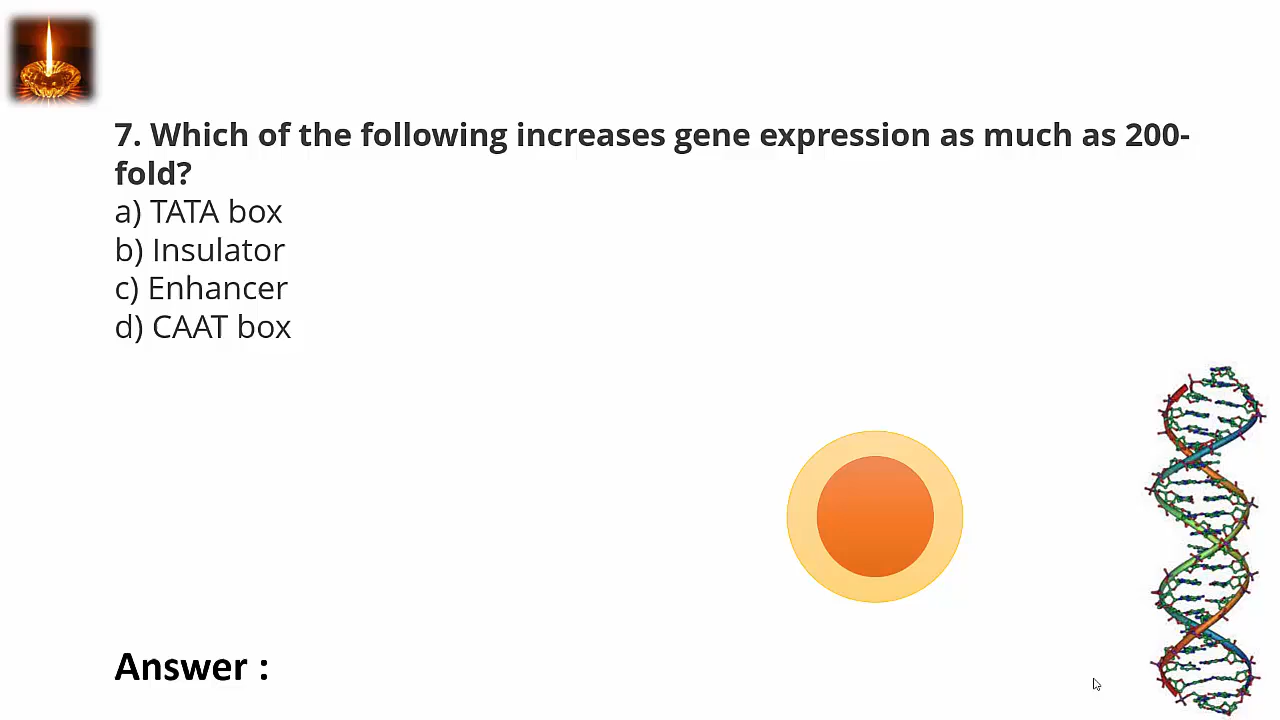 7. Which of the following increases gene expression as much as 200-
fold?
a) TATA box
b) Insulator
c) Enhancer
d) CAAT box
Answer :